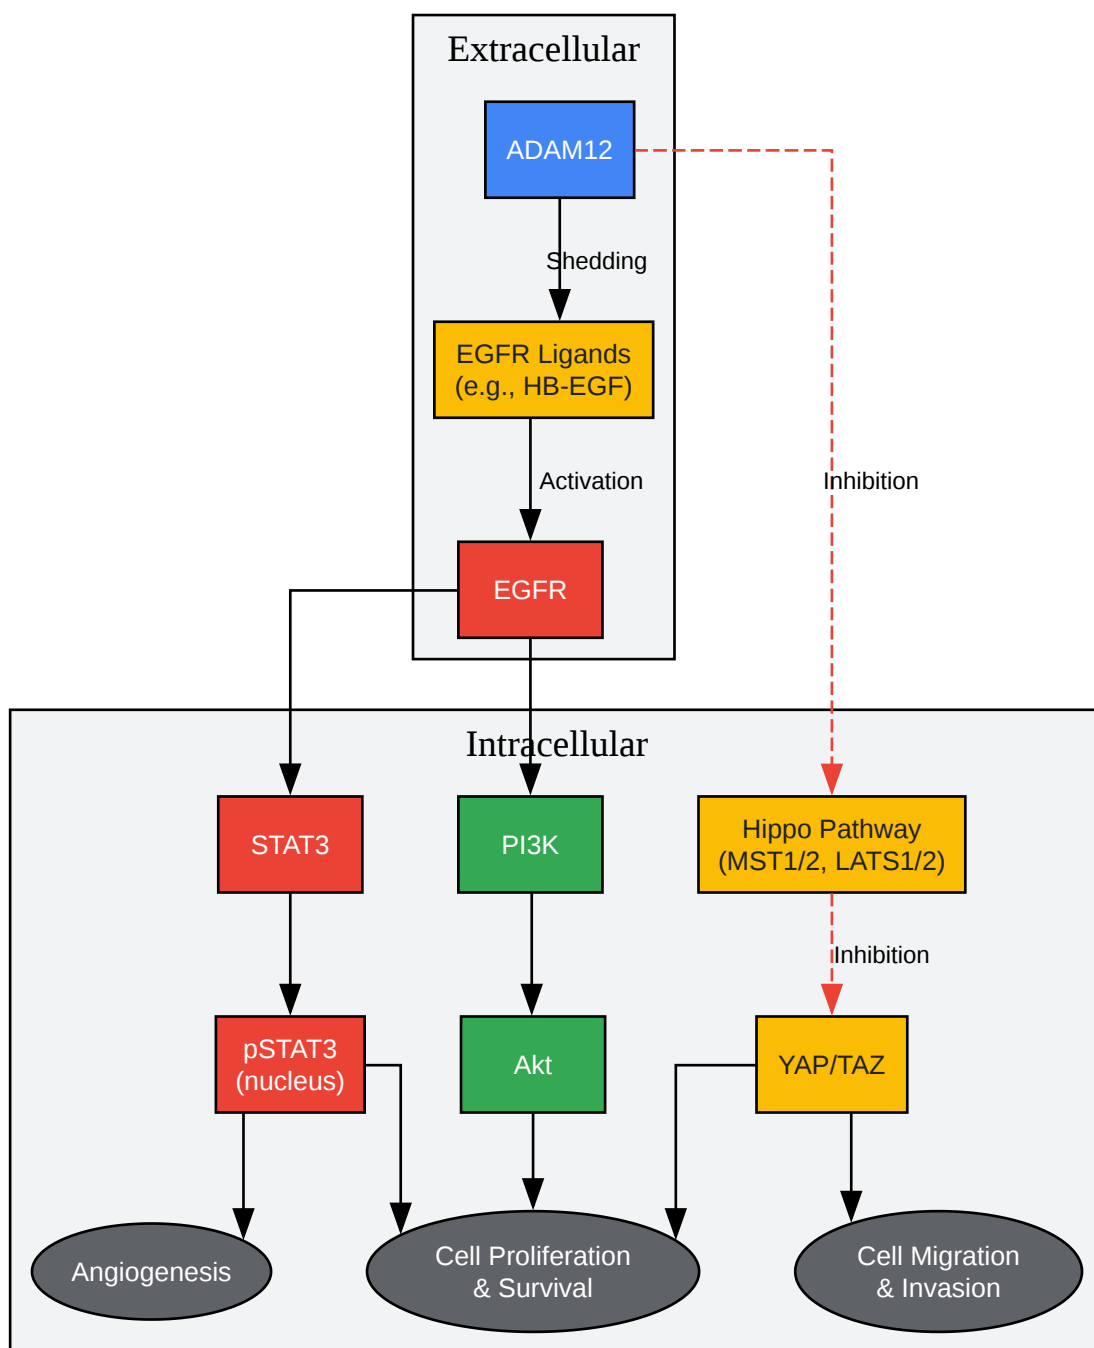 Extracellular
ADAM12
Shedding
EGFR Ligands
(e.g., HB-EGF)
Activation
Inhibition
EGFR
Intracellular
STAT3
PI3K
Hippo Pathway
(MST1/2, LATS1/2)
Inhibition
pSTAT3
(nucleus)
Akt
YAP/TAZ
Angiogenesis
Cell Proliferation
& Survival
Cell Migration
& Invasion